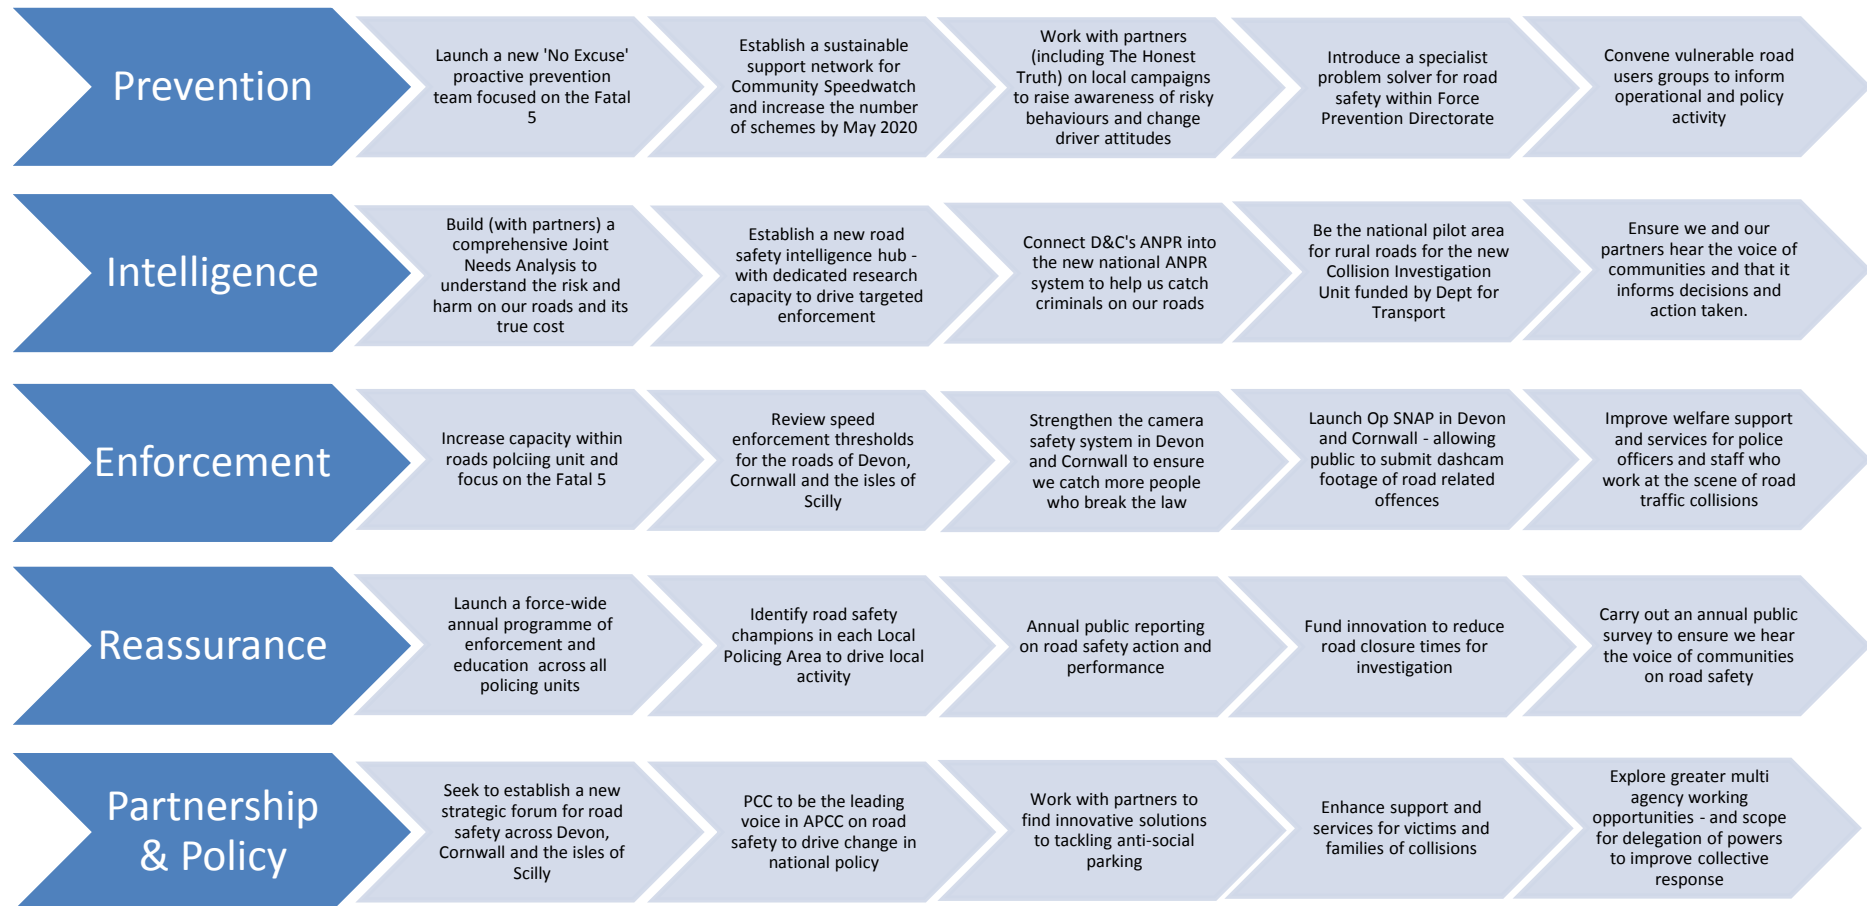 Prevention
Launch a new 'No Excuse'
proactive prevention
team focused on the Fatal
5
Establish a sustainable
support network for
Community Speedwatch
and increase the number
of schemes by May 2020
Work with partners
(including The Honest
Truth) on local campaigns
to raise awareness of risky
behaviours and change
driver attitudes
Introduce a specialist
problem solver for road
safety within Force
Prevention Directorate
Convene vulnerable road
users groups to inform
operational and policy
activity
Intelligence
Build (with partners) a
comprehensive Joint
Needs Analysis to
understand the risk and
harm on our roads and its
true cost
Establish a new road
safety intelligence hub -
with dedicated research
capacity to drive targeted
enforcement
Connect D&C's ANPR into
the new national ANPR
system to help us catch
criminals on our roads
Be the national pilot area
for rural roads for the new
Collision Investigation
Unit funded by Dept for
Transport
Ensure we and our
partners hear the voice of
communities and that it
informs decisions and
action taken.
Enforcement
Increase capacity within
roads polciing unit and
focus on the Fatal 5
Review speed
enforcement thresholds
for the roads of Devon,
Cornwall and the isles of
Scilly
Strengthen the camera
safety system in Devon
and Cornwall to ensure
we catch more people
who break the law
Launch Op SNAP in Devon
and Cornwall - allowing
public to submit dashcam
footage of road related
offences
Improve welfare support
and services for police
officers and staff who
work at the scene of road
traffic collisions
Reassurance
Launch a force-wide
annual programme of
enforcement and
education across all
policing units
Identify road safety
champions in each Local
Policing Area to drive local
activity
Annual public reporting
on road safety action and
performance
Fund innovation to reduce
road closure times for
investigation
Carry out an annual public
survey to ensure we hear
the voice of communities
on road safety
Partnership
& Policy
Seek to establish a new
strategic forum for road
safety across Devon,
Cornwall and the isles of
Scilly
PCC to be the leading
voice in APCC on road
safety to drive change in
national policy
Work with partners to
find innovative solutions
to tackling anti-social
parking
Enhance support and
services for victims and
families of collisions
Explore greater multi
agency working
opportunities - and scope
for delegation of powers
to improve collective
response